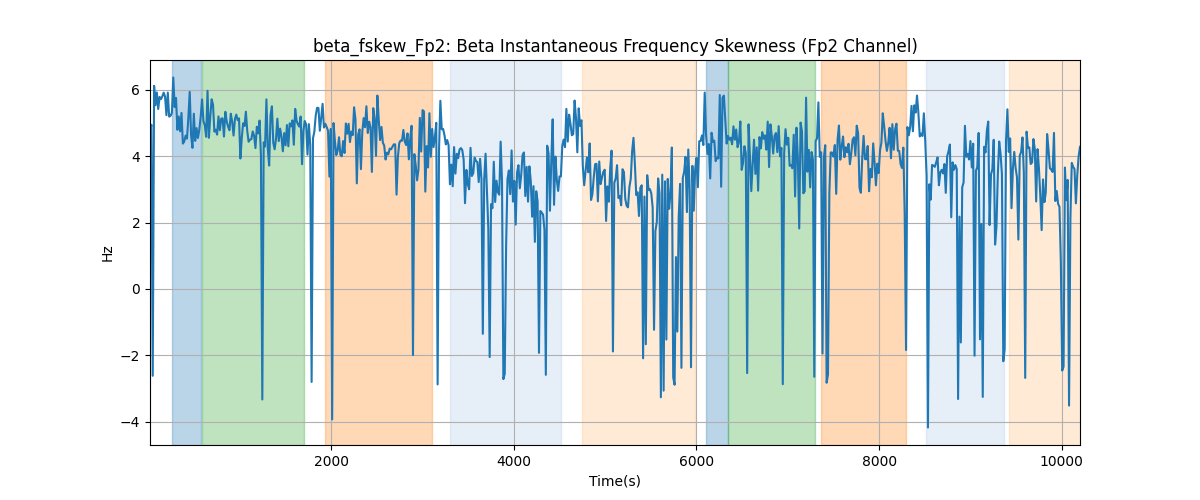 beta_fskew_Fp2: Beta Instantaneous Frequency Skewness (Fp2 Channel)
6
4
2
0
−2
−4
Hz
2000 4000 6000 8000 10000
Time(s)